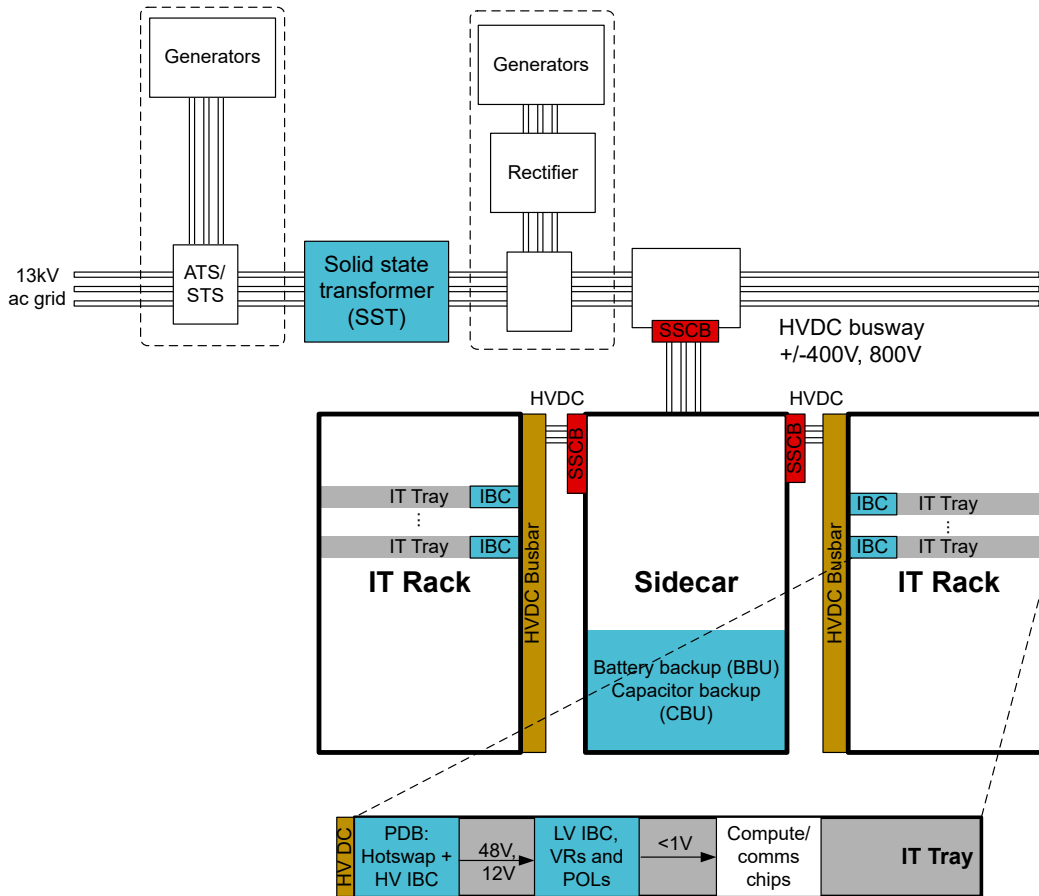 Generators
Generators
Rectifier
13kV
ac grid
ATS/
STS
Solid state
transformer
(SST)
SSCB
HVDC busway
+/-400V, 800V
HVDC
HVDC
SSCB
SSCB
IT Tray
IBC
IT Tray
IBC
IT Rack
HVDC Busbar
Sidecar
Battery backup (BBU)
Capacitor backup
(CBU)
HVDC Busbar
IBC
IT Tray
IBC
IT Tray
IT Rack
HV DC
PDB:
Hotswap +
HV IBC
48V,
12V
LV IBC,
VRs and
POLs
<1V
Compute/
comms
chips
IT Tray